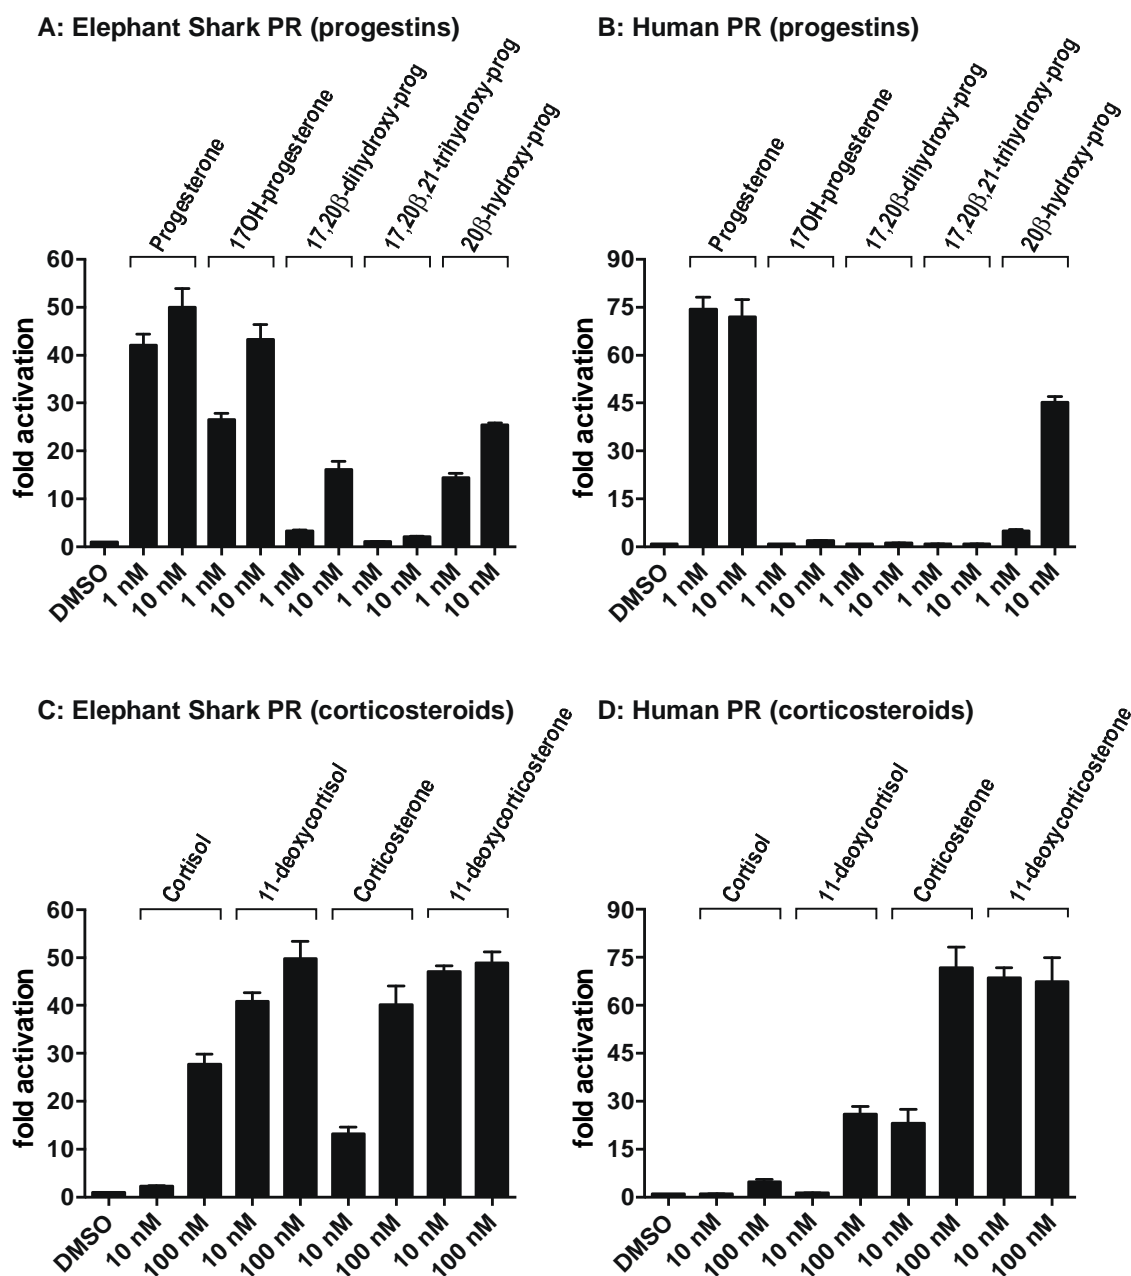 A: Elephant Shark PR (progestins)
Progesterone
17OH-progesterone
17,20β-dihydroxy-prog
17,20β,21-trihydroxy-prog
20β-hydroxy-prog
fold activation
60
50
40
30
20
10
0
DMSO
1 nM
10 nM
1 nM
10 nM
1 nM
10 nM
1 nM
10 nM
1 nM
10 nM
B: Human PR (progestins)
Progesterone
17OH-progesterone
17,20β-dihydroxy-prog
17,20β,21-trihydroxy-prog
20β-hydroxy-prog
fold activation
90
75
60
45
30
15
0
DMSO
1 nM
10 nM
1 nM
10 nM
1 nM
10 nM
1 nM
10 nM
1 nM
10 nM
C: Elephant Shark PR (corticosteroids)
Cortisol
11-deoxycortisol
Corticosterone
11-deoxycorticosterone
fold activation
60
50
40
30
20
10
0
DMSO
10 nM
100 nM
10 nM
100 nM
10 nM
100 nM
10 nM
100 nM
D: Human PR (corticosteroids)
Cortisol
11-deoxycortisol
Corticosterone
11-deoxycorticosterone
fold activation
90
75
60
45
30
15
0
DMSO
10 nM
100 nM
10 nM
100 nM
10 nM
100 nM
10 nM
100 nM